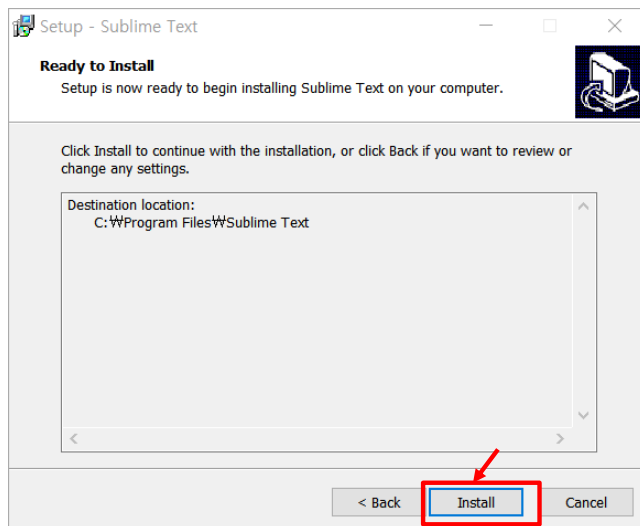 Setup - Sublime Text
Ready to Install
Setup is now ready to begin installing Sublime Text on your computer.
Click Install to continue with the installation, or click Back if you want to review or
change any settings.
Destination location:
C:₩Program Files₩Sublime Text
< Back
Install
Cancel